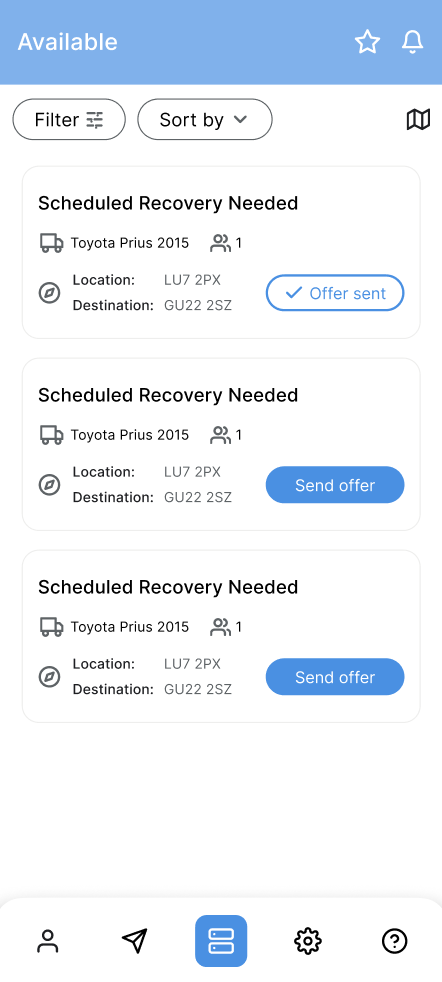 Available
Filter
Sort by
Scheduled Recovery Needed
Toyota Prius 2015 1
Location: LU7 2PX
Destination: GU22 2SZ
Offer sent
Scheduled Recovery Needed
Toyota Prius 2015 1
Location: LU7 2PX
Destination: GU22 2SZ
Send offer
Scheduled Recovery Needed
Toyota Prius 2015 1
Location: LU7 2PX
Destination: GU22 2SZ
Send offer